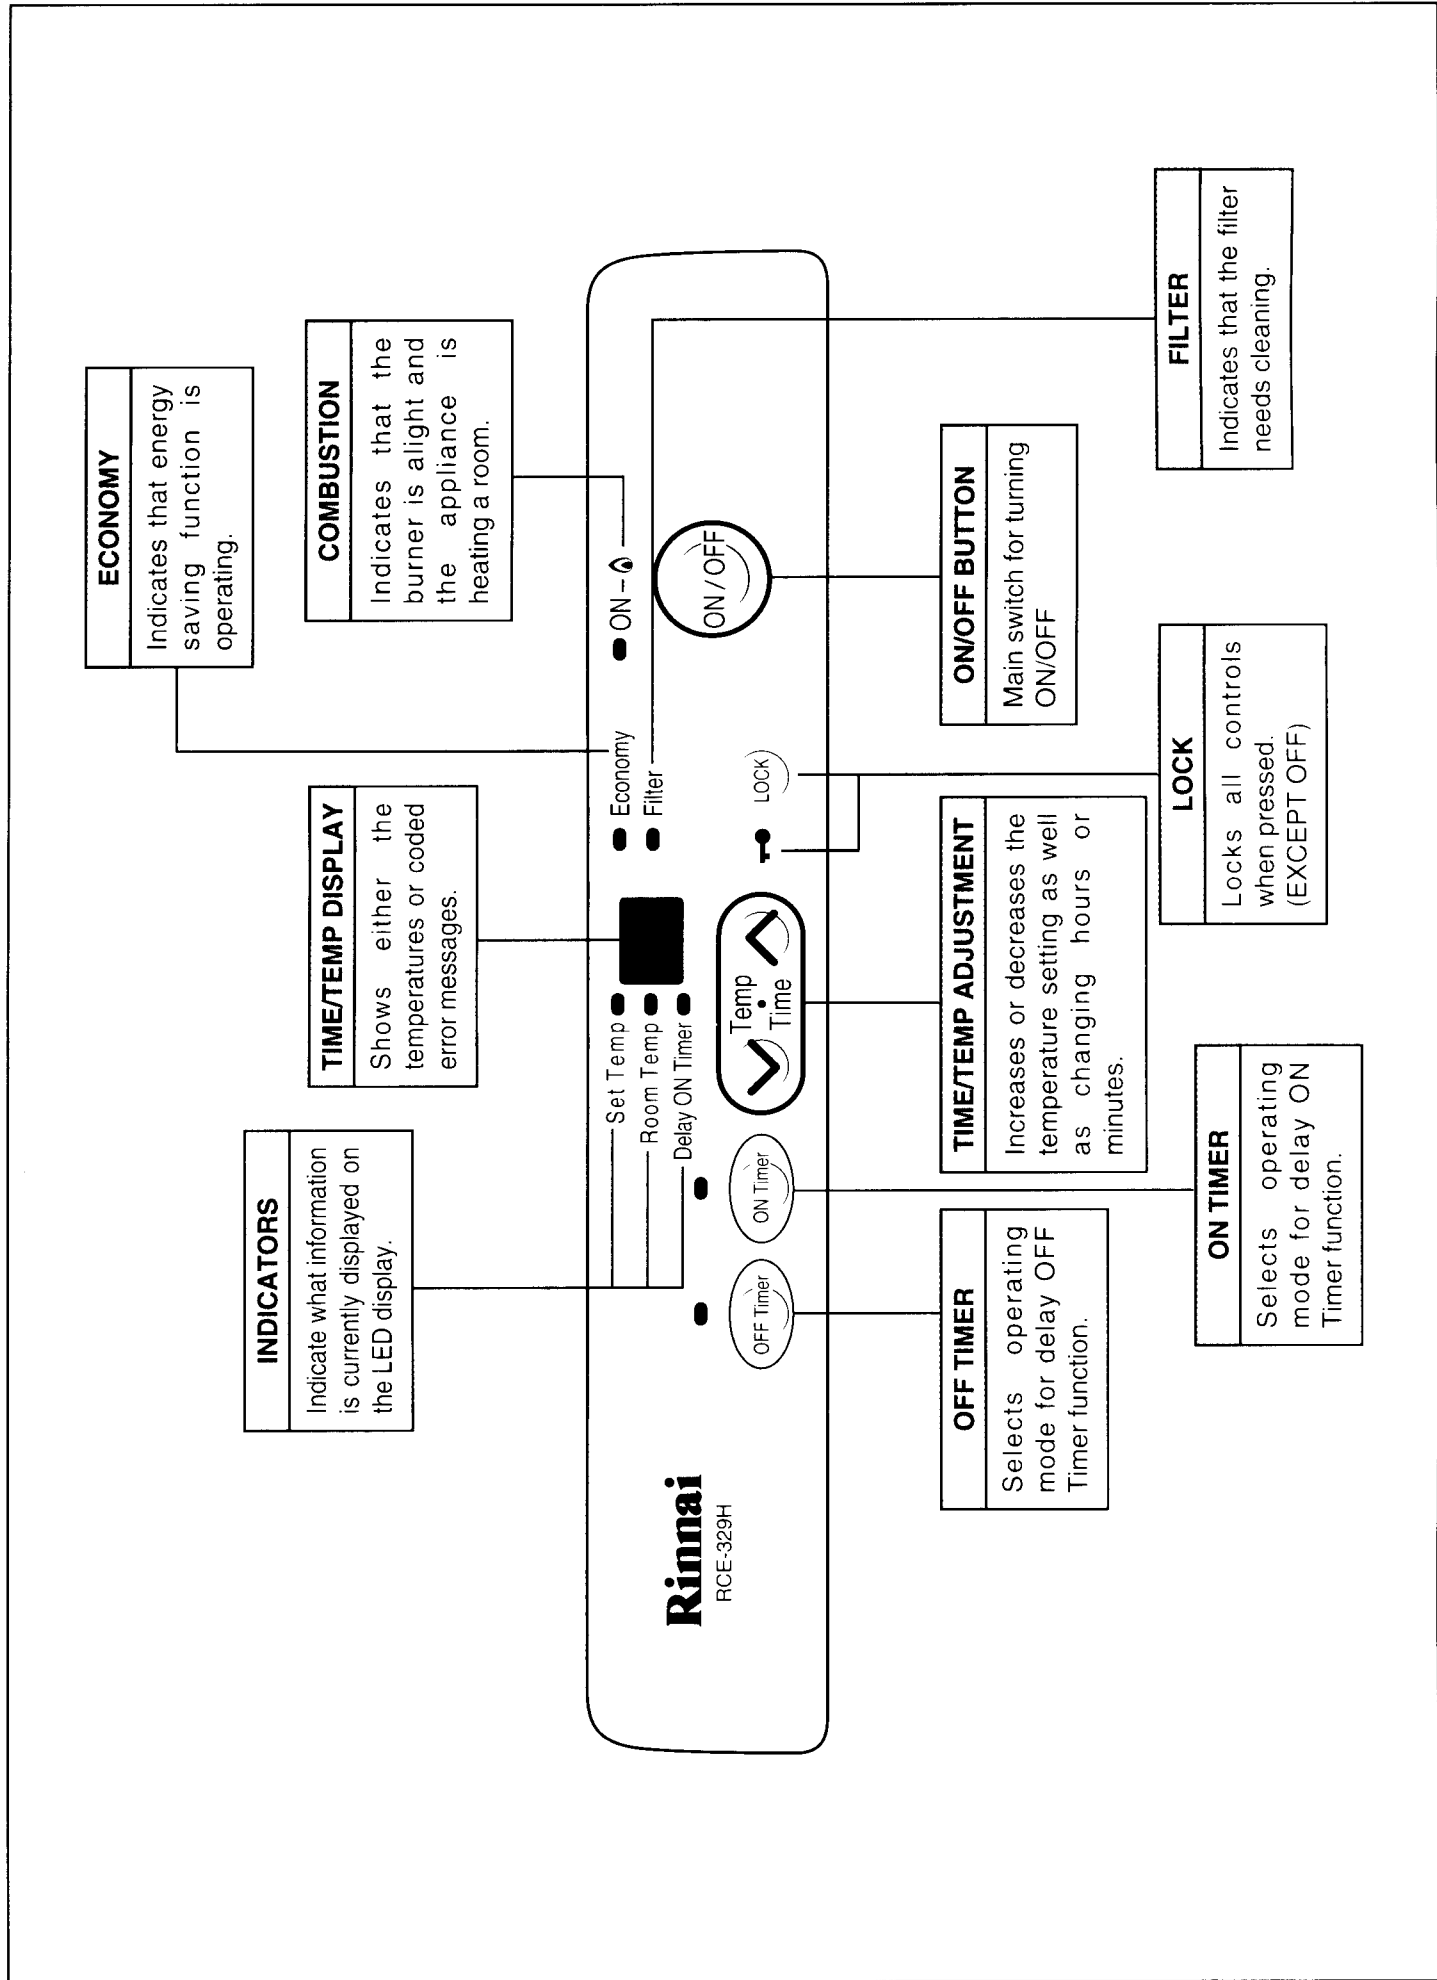 ECONOMY
Indicates that energy
saving function is
operating.
COMBUSTION
Indicates that the
burner is alight and
the appliance is
heating a room.
TIME/TEMP DISPLAY
Shows either the
temperatures or coded
error messages.
INDICATORS
Indicate what information
is currently displayed on
the LED display.
Set Temp
Room Temp
Delay ON Timer
Economy
Filter
ON –
Rinnai
RCE-329H
OFF Timer
ON Timer
Temp
Time
LOCK
ON / OFF
OFF TIMER
Selects operating
mode for delay OFF
Timer function.
TIME/TEMP ADJUSTMENT
Increases or decreases the
temperature setting as well
as changing hours or
minutes.
ON/OFF BUTTON
Main switch for turning
ON/OFF
ON TIMER
Selects operating
mode for delay ON
Timer function.
LOCK
Locks all controls
when pressed.
(EXCEPT OFF)
FILTER
Indicates that the filter
needs cleaning.